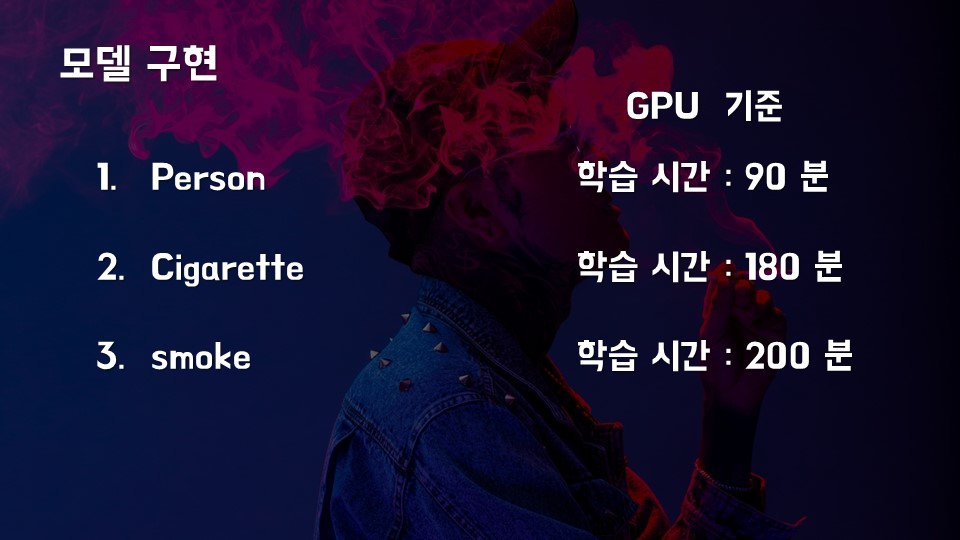 모델 구현
GPU 기준
1. Person 학습 시간 : 90 분
2. Cigarette 학습 시간 : 180 분
3. smoke 학습 시간 : 200 분